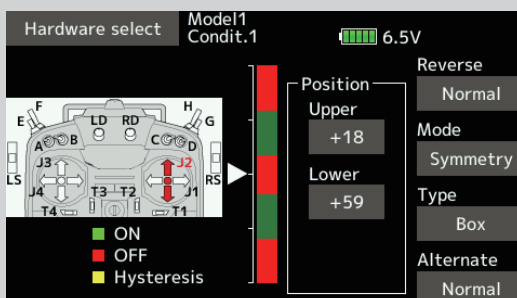 Hardware select
Model1
Condit.1
6.5V
F
H
E
LD
RD
G
A
B
C
D
J3
J2
LS
RS
J4
T3
T2
J1
T4
T1
ON
OFF
Hysteresis
Position
Upper
+18
Lower
+59
Reverse
Normal
Mode
Symmetry
Type
Box
Alternate
Normal